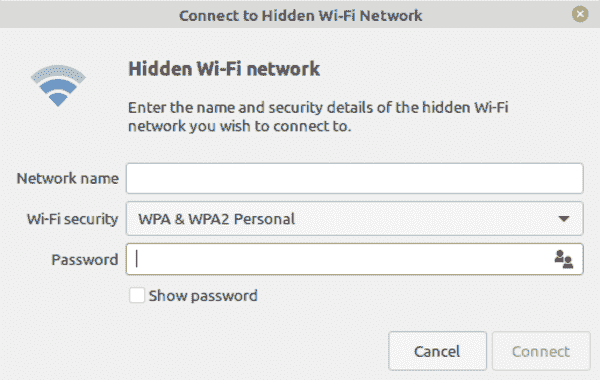 Connect to Hidden Wi-Fi Network
Hidden Wi-Fi network
Enter the name and security details of the hidden Wi-Fi
network you wish to connect to.
Network name
Wi-Fi security WPA & WPA2 Personal
Password
Show password
Cancel Connect